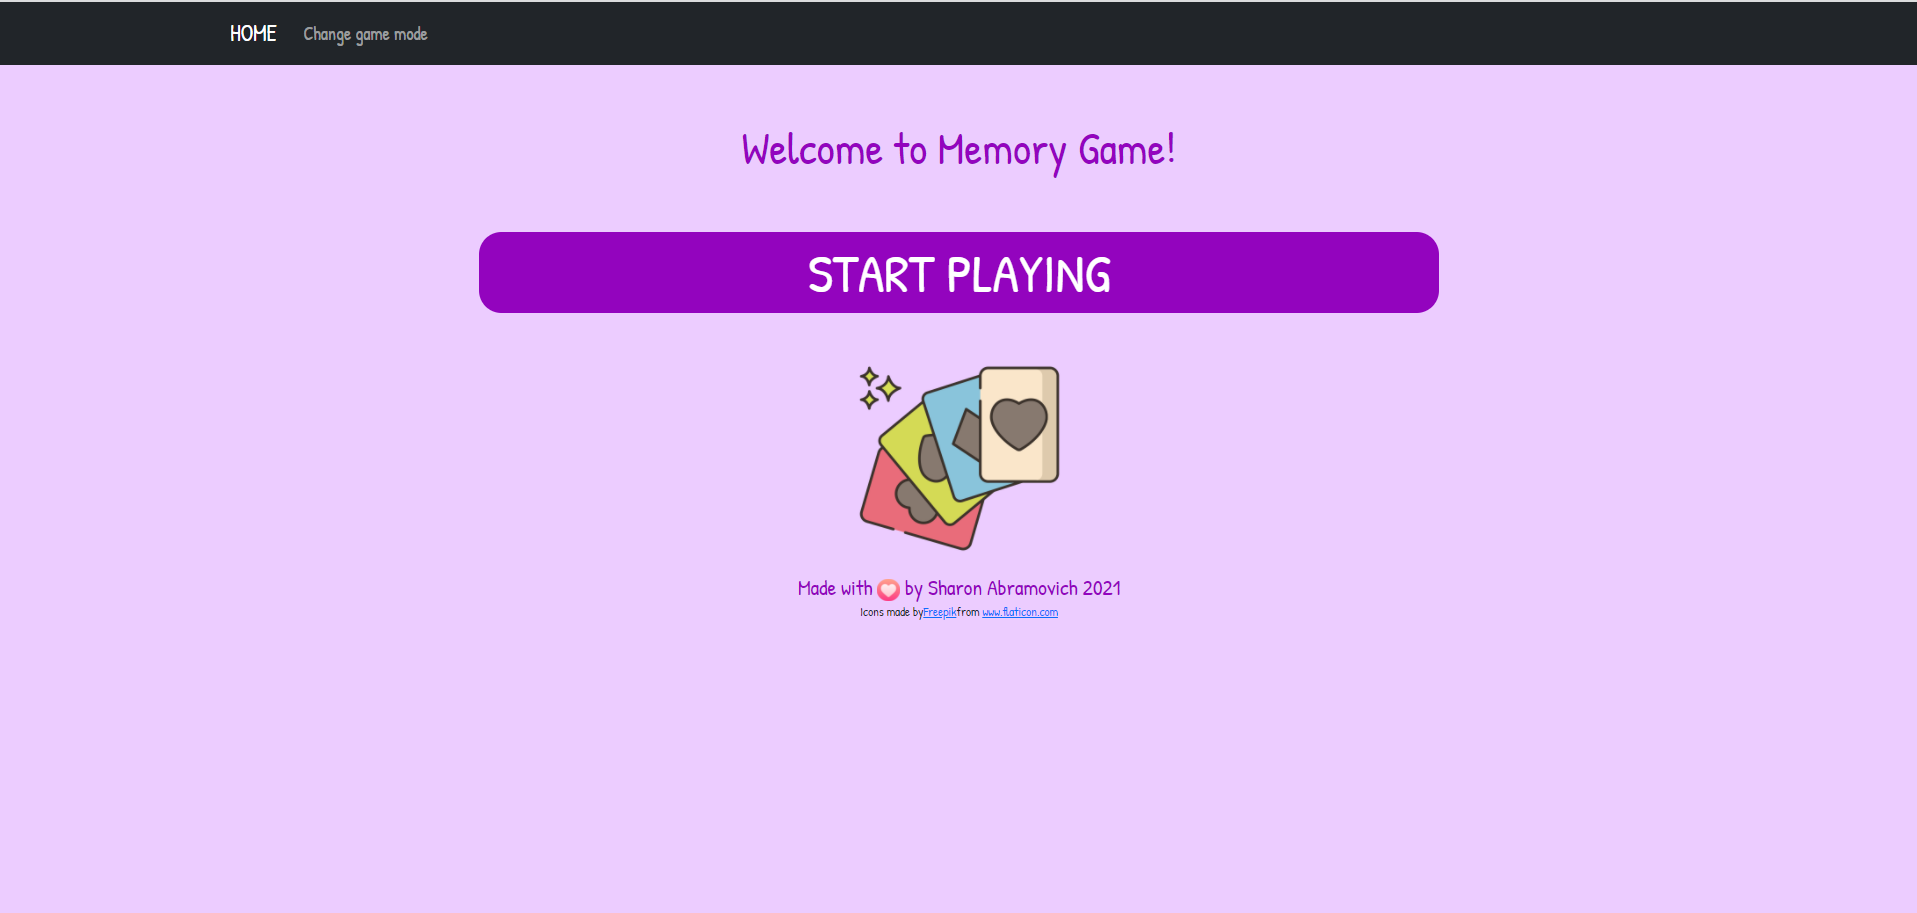 HOME Change game mode
Welcome to Memory Game!
START PLAYING
Made with by Sharon Abramovich 2021
Icons made byFreepikfrom www.flaticon.com